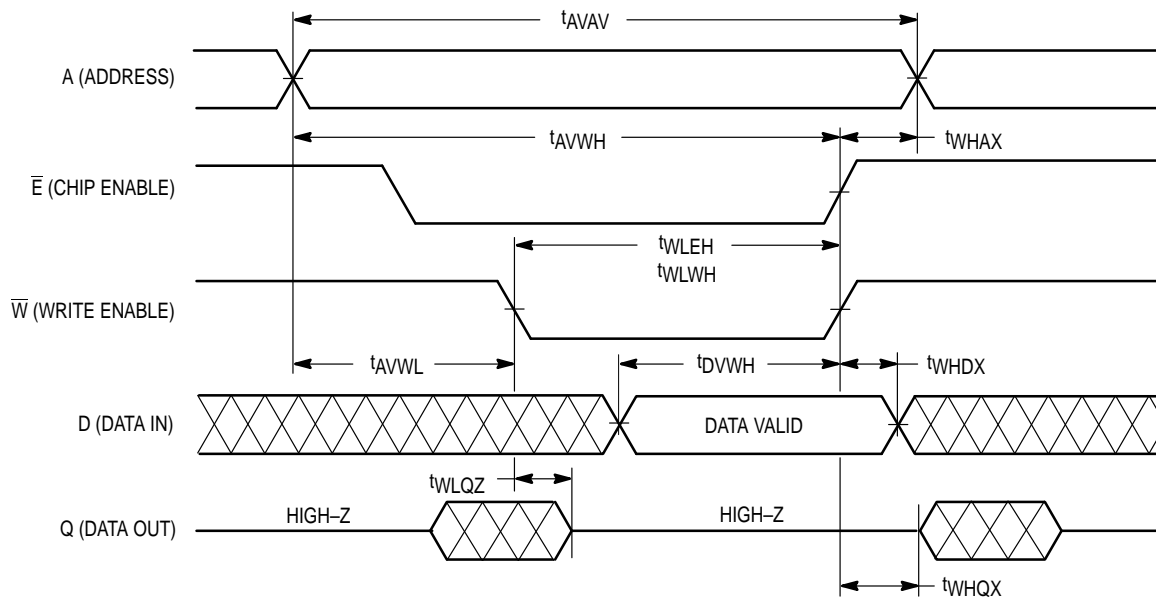 tAVAV
A (ADDRESS)
tAVWH
tWHAX
E̅ (CHIP ENABLE)
tWLEH
tWLWH
W̅ (WRITE ENABLE)
tAVWL
tDVWH
tWHDX
D (DATA IN)
DATA VALID
tWLQZ
Q (DATA OUT)
HIGH–Z
HIGH–Z
tWHQX